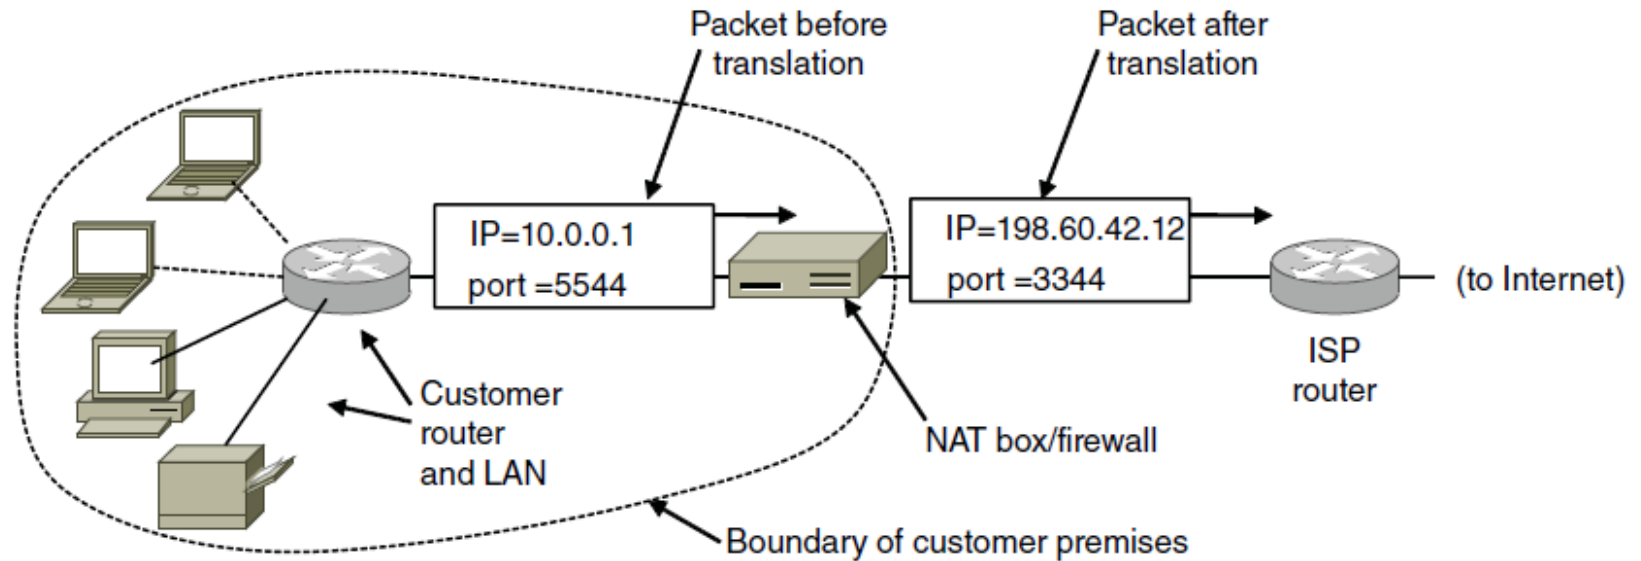 Packet before
translation
Packet after
translation
IP=10.0.0.1
port =5544
IP=198.60.42.12
port =3344
(to Internet)
ISP
router
Customer
router
and LAN
NAT box/firewall
Boundary of customer premises